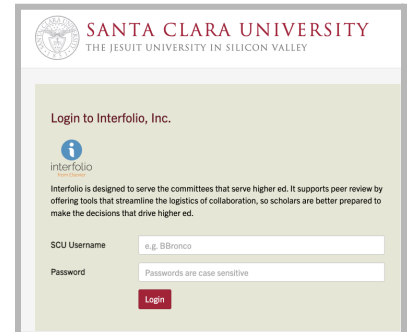 SANTA CLARA UNIVERSITY
THE JESUIT UNIVERSITY IN SILICON VALLEY
Login to Interfolio, Inc.
interfolio
from Elsevier
Interfolio is designed to serve the committees that serve higher ed. It supports peer review by
offering tools that streamline the logistics of collaboration, so scholars are better prepared to
make the decisions that drive higher ed.
SCU Username
e.g. BBronco
Password
Passwords are case sensitive
Login